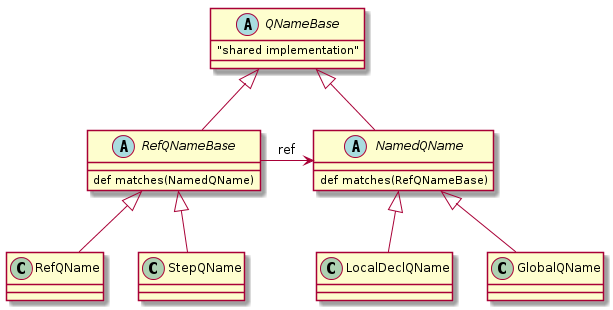 A QNameBase
"shared implementation"
A RefQNameBase
def matches(NamedQName)
ref
A NamedQName
def matches(RefQNameBase)
C RefQName
C StepQName
C LocalDeclQName
C GlobalQName